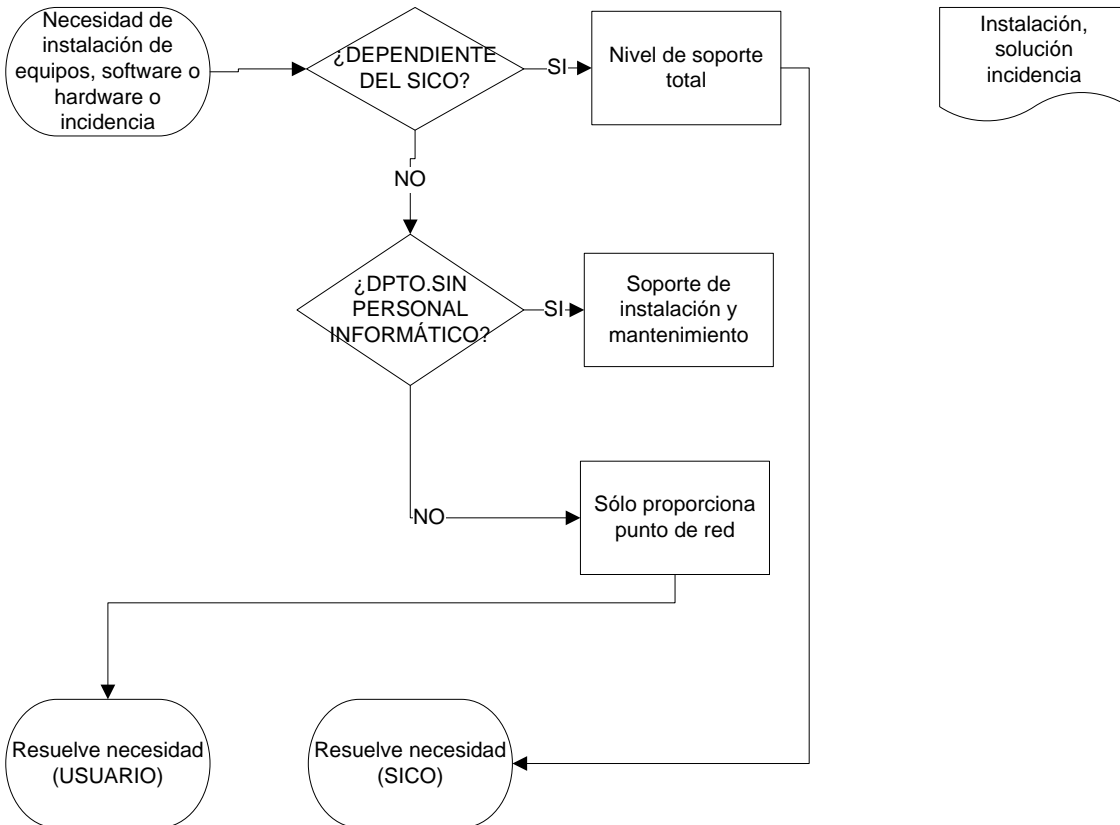 Necesidad de
instalación de
equipos, software o
hardware o
incidencia
¿DEPENDIENTE
DEL SICO?
SI
Nivel de soporte
total
Instalación,
solución
incidencia
NO
¿DPTO.SIN
PERSONAL
INFORMÁTICO?
SI
Soporte de
instalación y
mantenimiento
NO
Sólo proporciona
punto de red
Resuelve necesidad
(USUARIO)
Resuelve necesidad
(SICO)